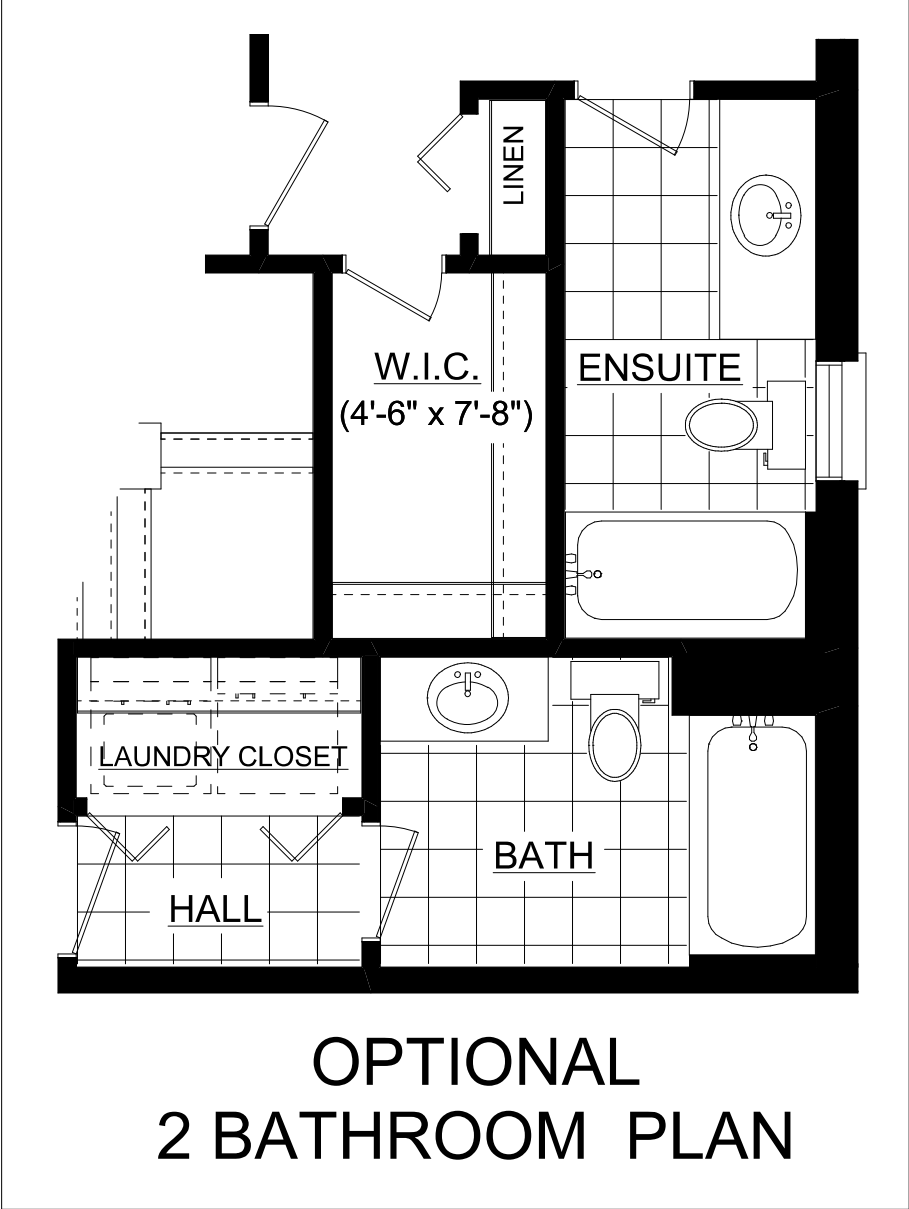 LINEN
W.I.C.
(4'-6" x 7'-8")
ENSUITE
LAUNDRY CLOSET
BATH
HALL
OPTIONAL
2 BATHROOM PLAN